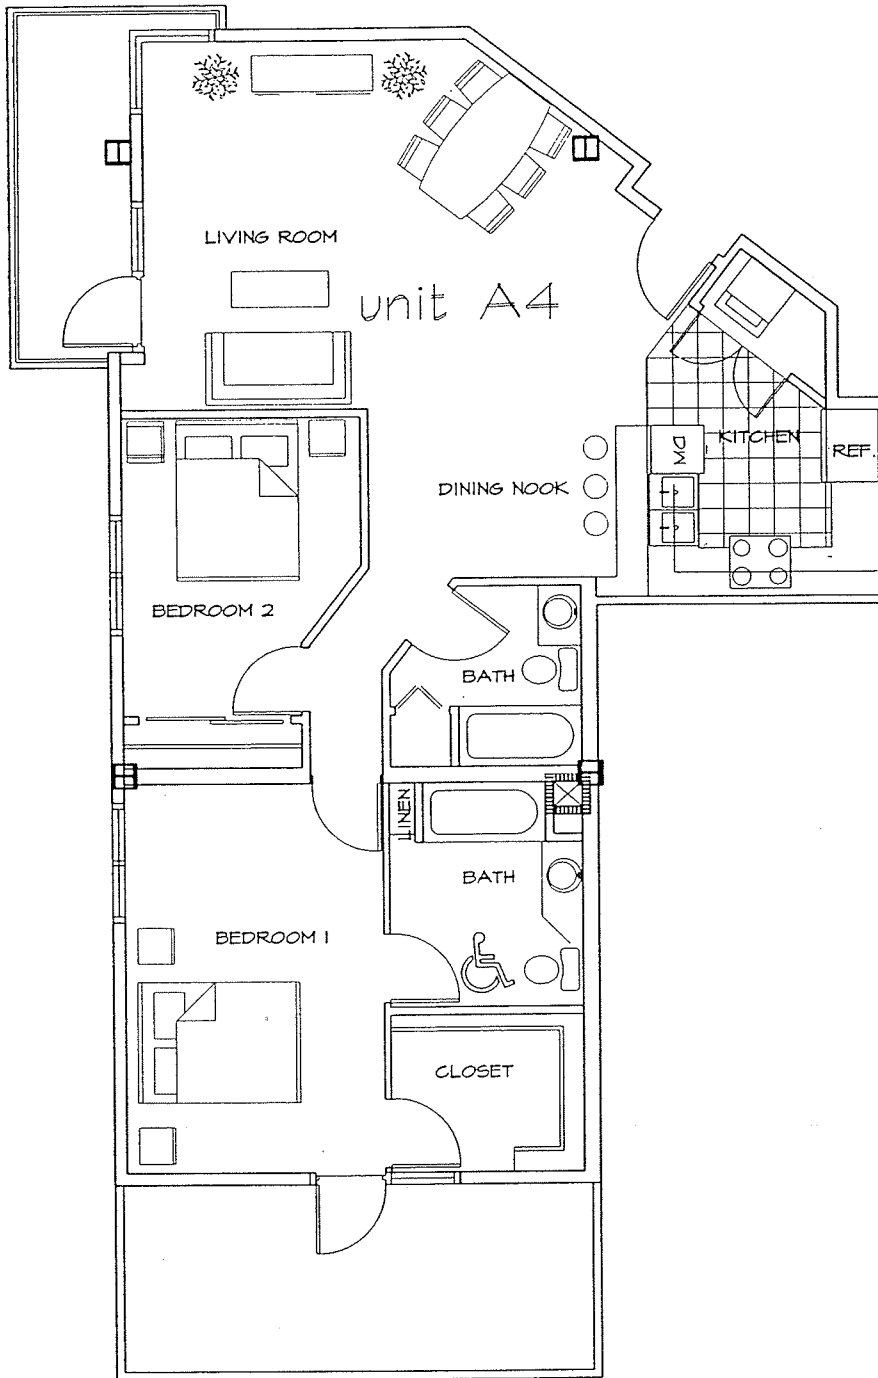 LIVING ROOM
unit A4
KITCHEN
REF.
DW
DINING NOOK
BEDROOM 2
BATH
LINEN
BATH
BEDROOM 1
CLOSET